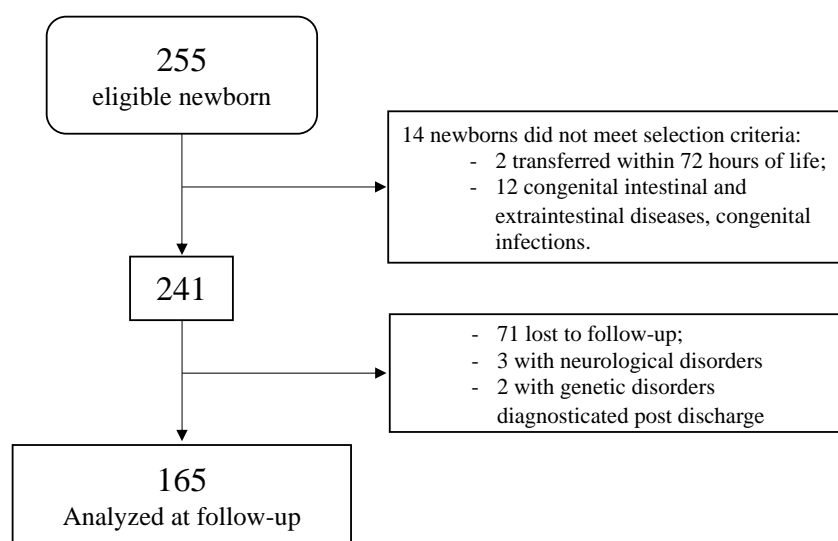 255
eligible newborn
14 newborns did not meet selection criteria:
- 2 transferred within 72 hours of life;
- 12 congenital intestinal and
extraintestinal diseases, congenital
infections.
241
- 71 lost to follow-up;
- 3 with neurological disorders
- 2 with genetic disorders
diagnosticated post discharge
165
Analyzed at follow-up